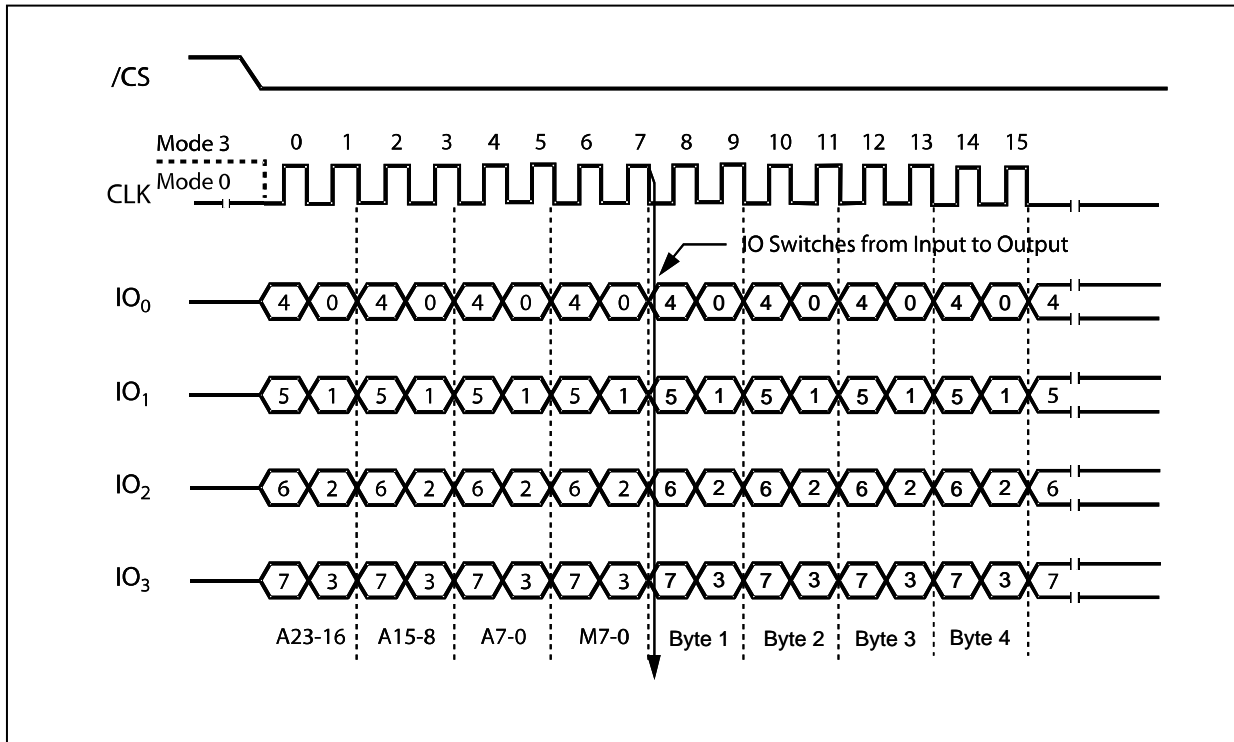 /CS
Mode 3
0 1 2 3 4 5 6 7 8 9 10 11 12 13 14 15
Mode 0
CLK
IO Switches from Input to Output
IO₀ 4 0 4 0 4 0 4 0 4 0 4 0 4 0 4 0 4
IO₁ 5 1 5 1 5 1 5 1 5 1 5 1 5 1 5 1 5
IO₂ 6 2 6 2 6 2 6 2 6 2 6 2 6 2 6 2 6
IO₃ 7 3 7 3 7 3 7 3 7 3 7 3 7 3 7 3 7
A23-16 A15-8 A7-0 M7-0 Byte 1 Byte 2 Byte 3 Byte 4